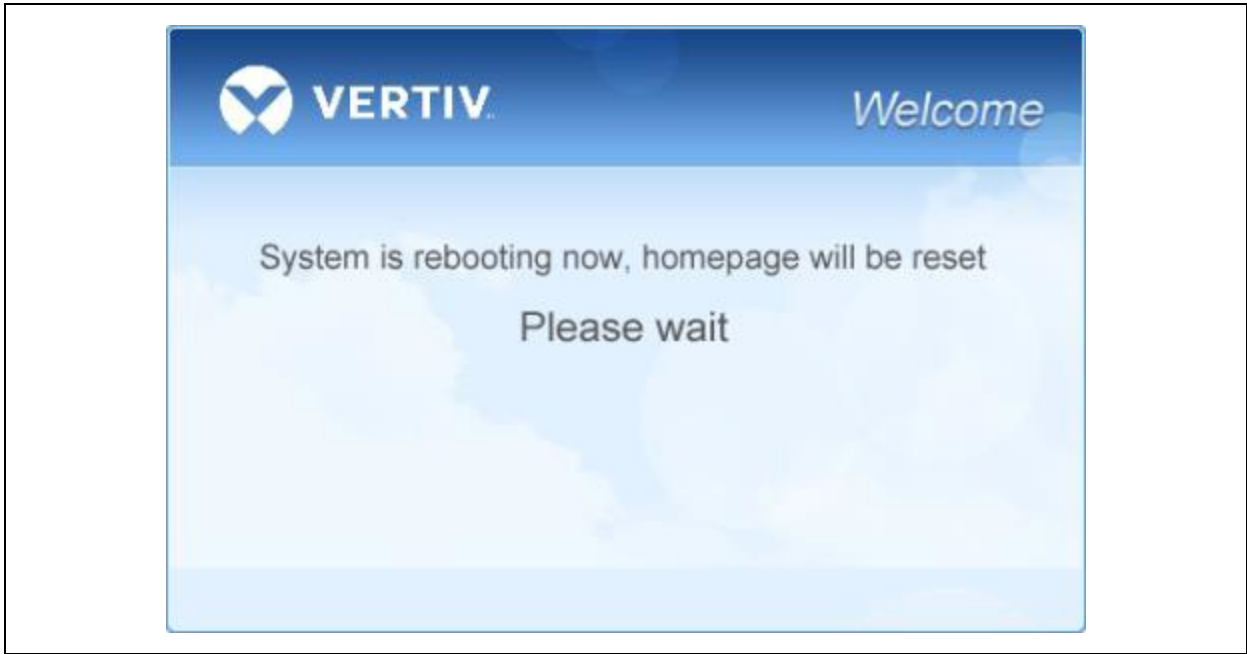 VERTIV
Welcome
System is rebooting now, homepage will be reset
Please wait